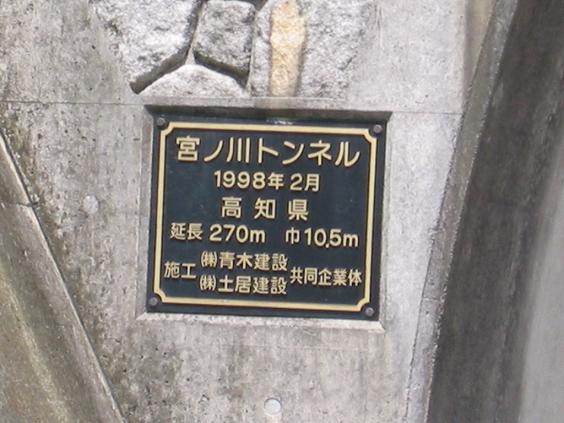 宮ノ川トンネル
1998年2月
高知県
延長 270m 巾10.5m
施工 ㈱青木建設 共同企業体
㈱土居建設